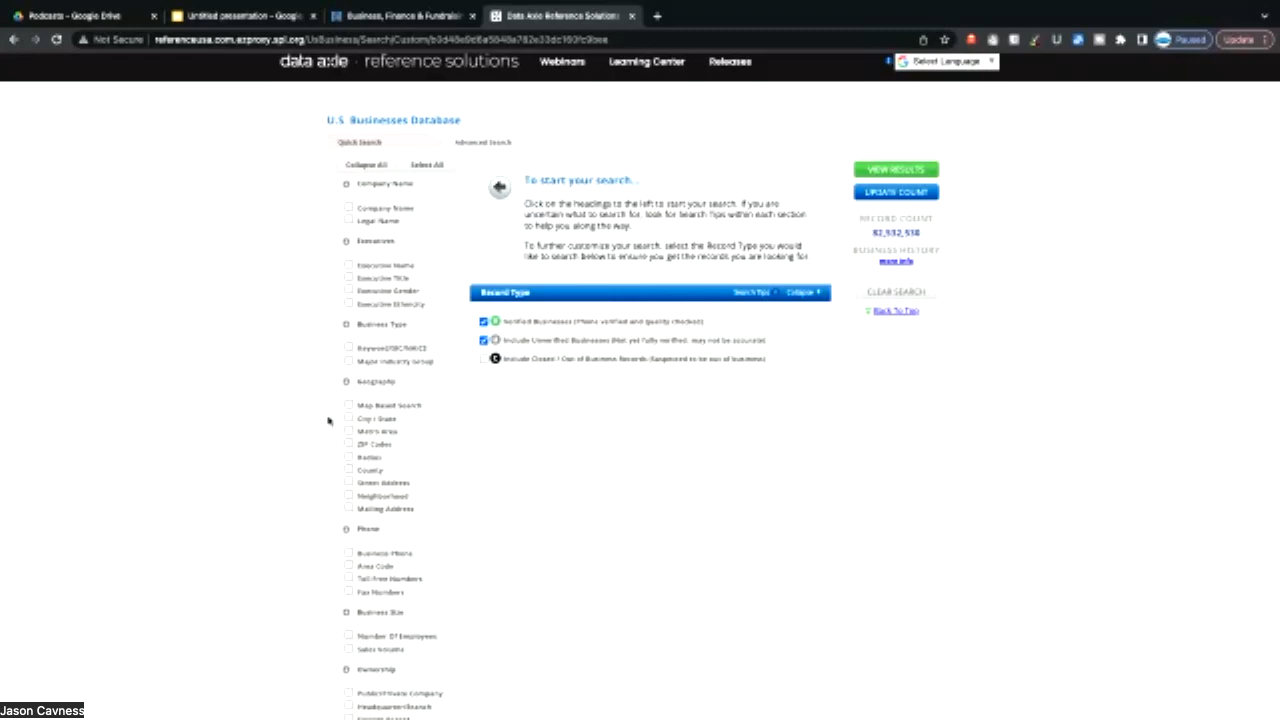 Podcasts - Google Drive
Untitled presentation - Google
Business, Finance & Fundrais
Data Axle Reference Solution
Not Secure
Paused
Update
data axle reference solutions
Webinars
Learning Center
Releases
Select Language
U.S. Businesses Database
Quick Search
Advanced Search
Collapse All
Select All
Company Name
Company Name
Legal Name
Executives
Executive Name
Executive Title
Executive Gender
Executive Ethnicity
Business Type
Keyword/SIC/NAICS
Major Industry Group
Geography
Map Based Search
City / State
Metro Area
ZIP Codes
Radius
County
Street Address
Neighborhood
Mailing Address
Phone
Business Phone
Area Code
Toll-Free Numbers
Fax Numbers
Business Size
Number Of Employees
Sales Volume
Ownership
Public/Private Company
Headquarter/Branch
To start your search...
Click on the headings to the left to start your search. If you are
uncertain what to search for, look for Search Tips within each section
to help you along the way.
To further customize your search, select the Record Type you would
like to search below to ensure you get the records you are looking for
Record Type
Search Tips
Collapse
Verified Businesses (Phone verified and quality checked)
Include Unverified Businesses (Not yet fully verified, may not be accurate)
Include Closed / Out of Business Records (Suspected to be out of business)
VIEW RESULTS
UPDATE COUNT
RECORD COUNT
BUSINESS HISTORY
more info
CLEAR SEARCH
Back To Top
Jason Cavness